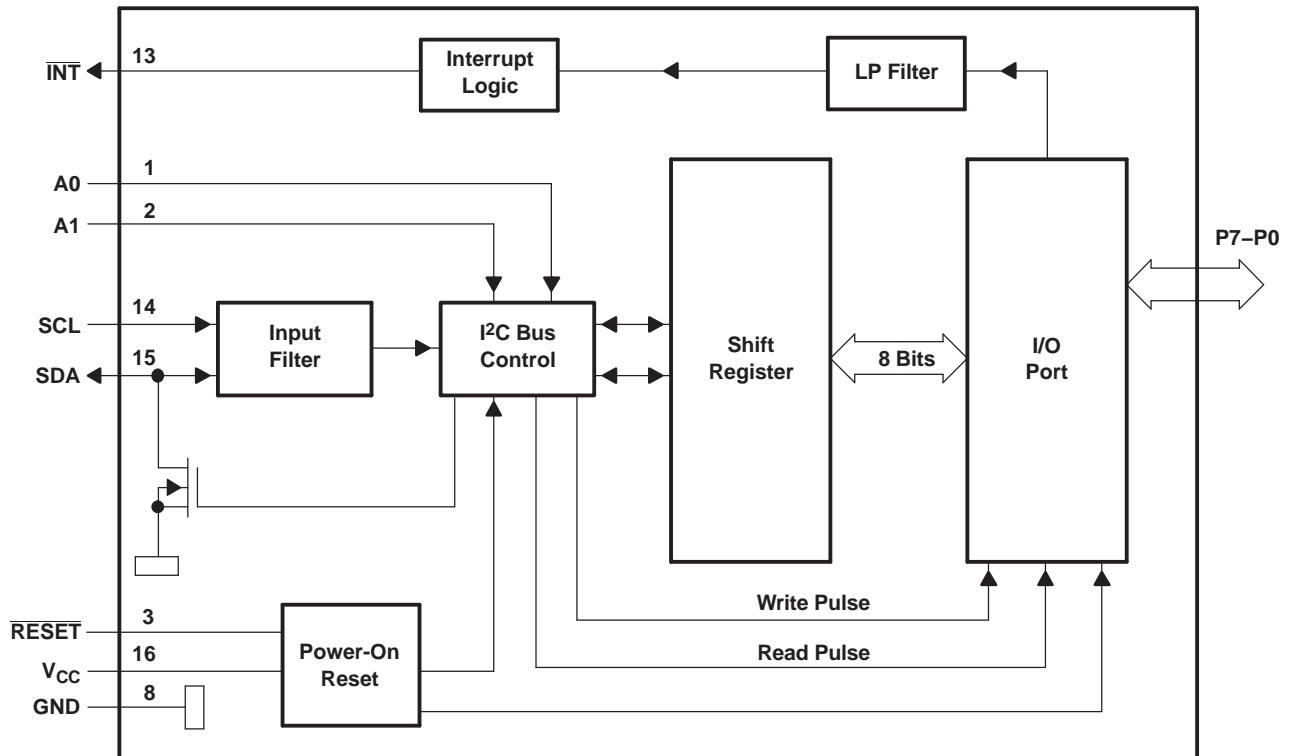 INT
13
Interrupt
Logic
LP Filter
A0
1
A1
2
P7–P0
SCL
14
Input
Filter
I2C Bus
Control
Shift
Register
8 Bits
I/O
Port
SDA
15
Write Pulse
RESET
3
Power-On
Reset
Read Pulse
VCC
16
GND
8